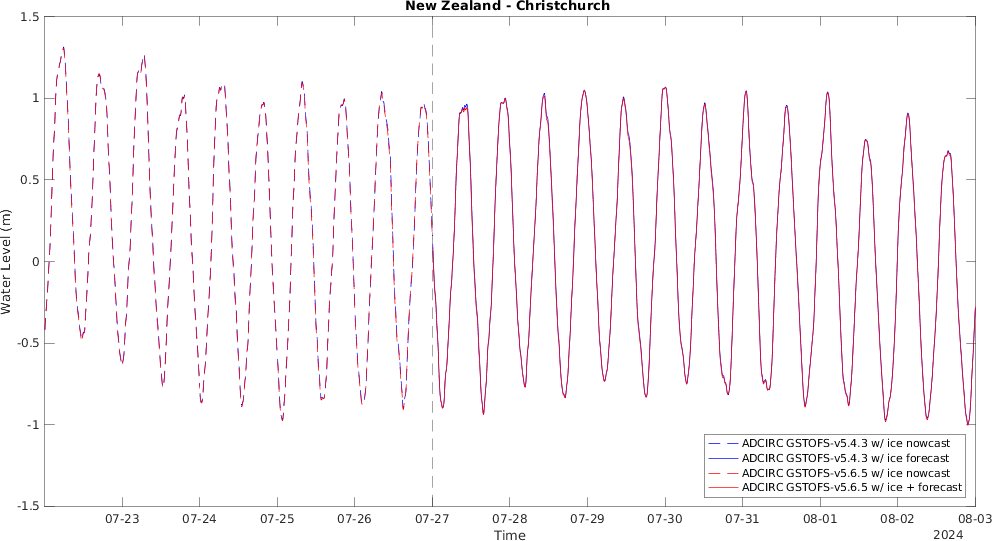 New Zealand - Christchurch
1.5
1
0.5
0
-0.5
-1
-1.5
Water Level (m)
ADCIRC GSTOFS-v5.4.3 w/ ice nowcast
ADCIRC GSTOFS-v5.4.3 w/ ice forecast
ADCIRC GSTOFS-v5.6.5 w/ ice nowcast
ADCIRC GSTOFS-v5.6.5 w/ ice + forecast
07-23 07-24 07-25 07-26 07-27 07-28 07-29 07-30 07-31 08-01 08-02 08-03
Time
2024